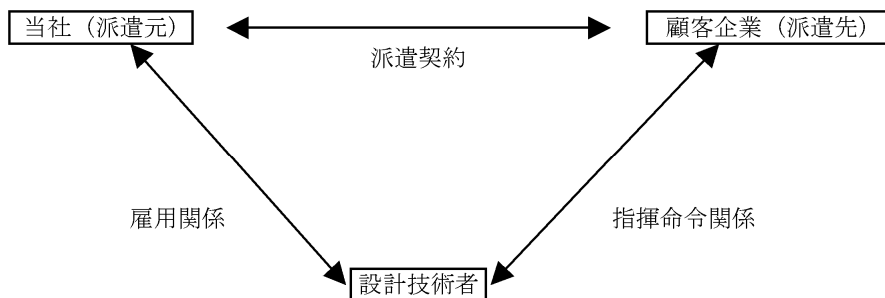 当社（派遣元）
顧客企業（派遣先）
派遣契約
雇用関係
指揮命令関係
設計技術者